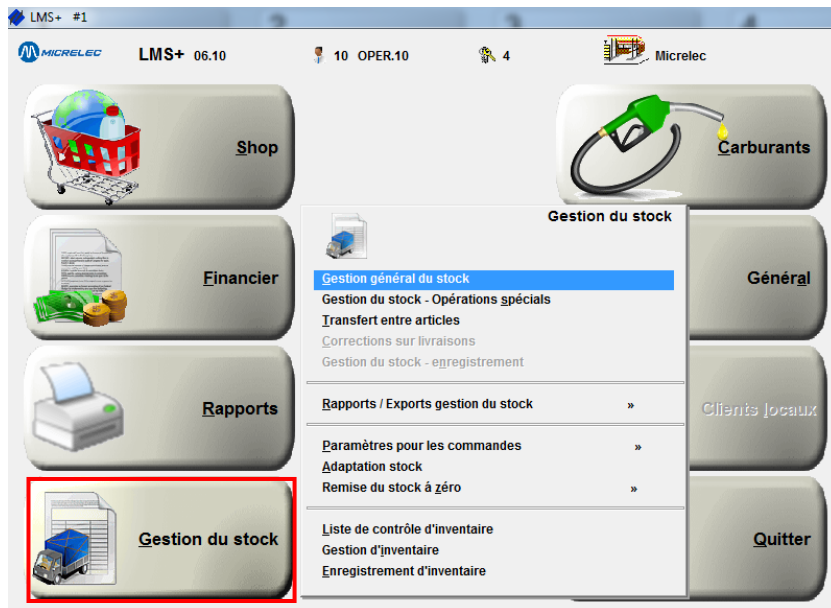 LMS+ #1
MICRELEC LMS+ 06.10 10 OPER.10 4 Micrelec
Shop
Carburants
Financier
Général
Rapports
Clients locaux
Gestion du stock
Quitter
Gestion du stock
Gestion général du stock
Gestion du stock - Opérations spécials
Transfert entre articles
Corrections sur livraisons
Gestion du stock - enregistrement
Rapports / Exports gestion du stock »
Paramètres pour les commandes »
Adaptation stock
Remise du stock á zéro »
Liste de contrôle d'inventaire
Gestion d'inventaire
Enregistrement d'inventaire